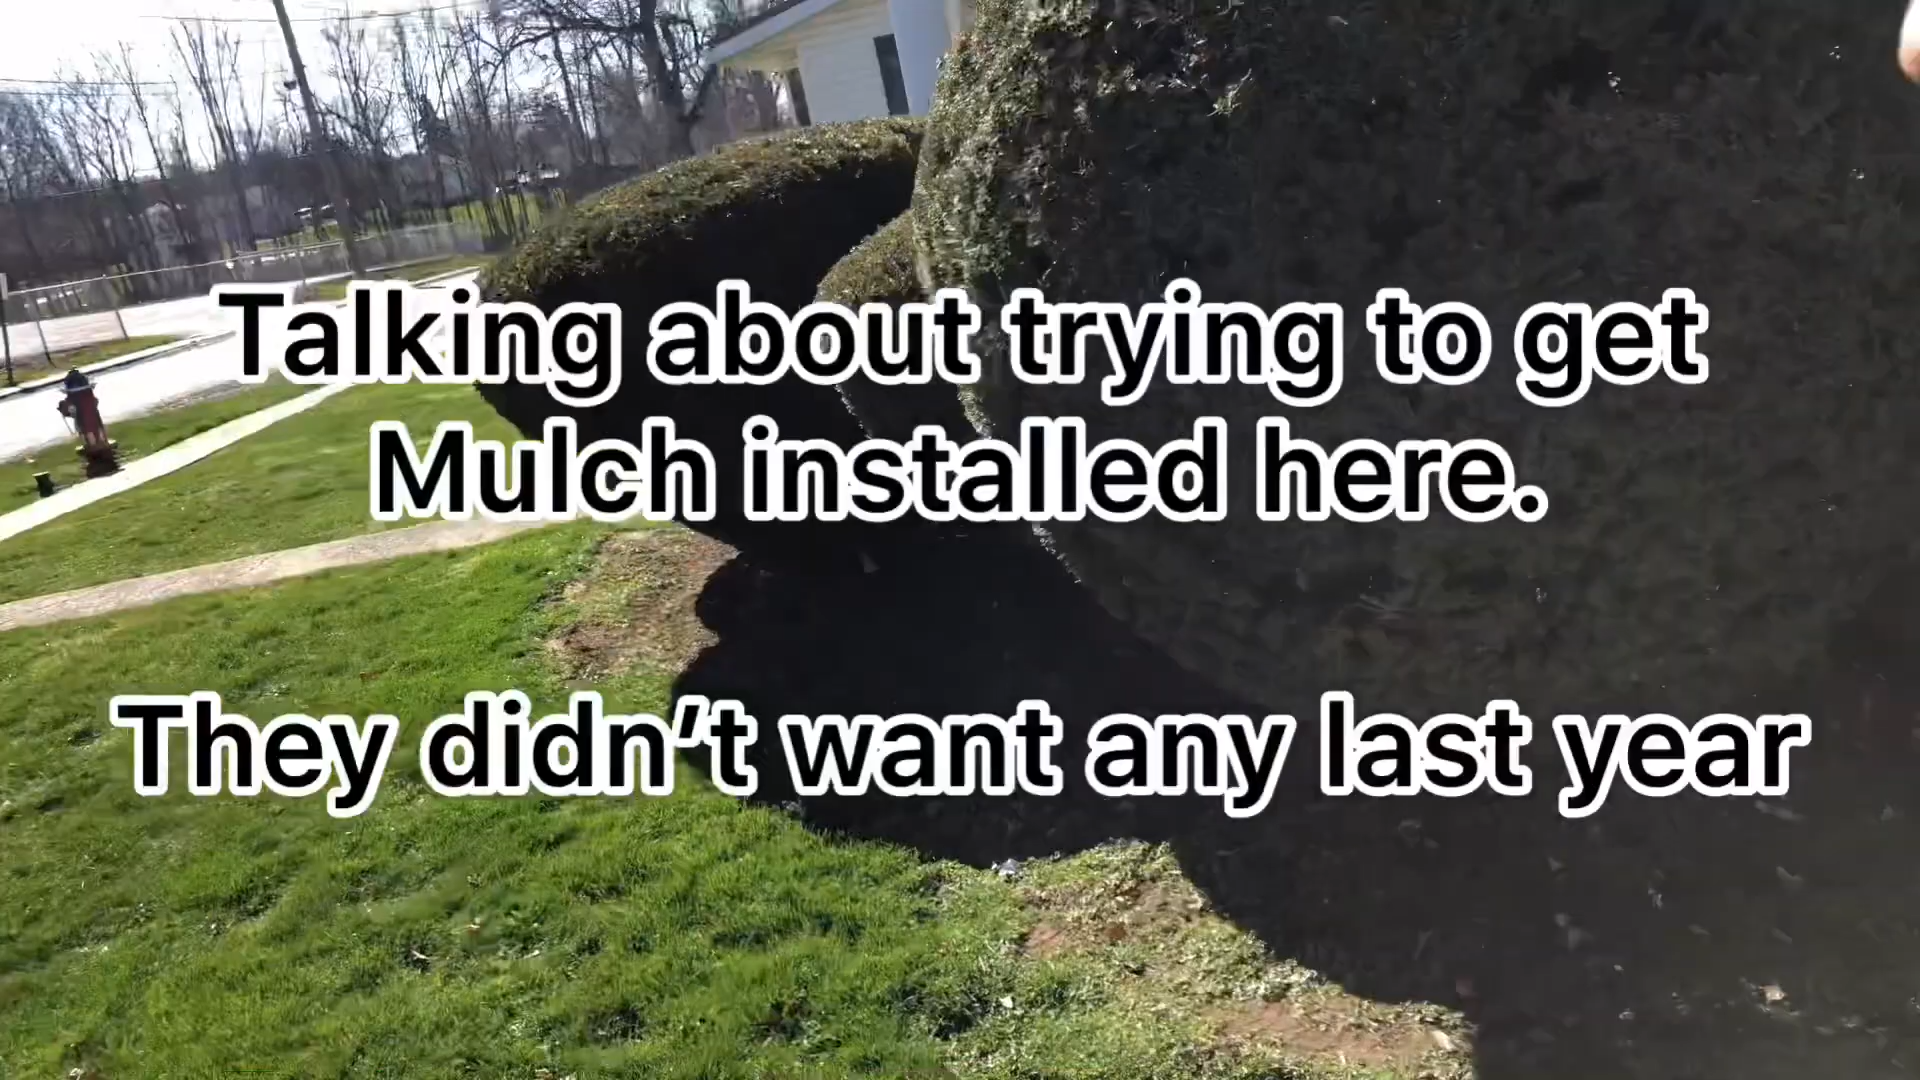 Talking about trying to get
Mulch installed here.
They didn’t want any last year